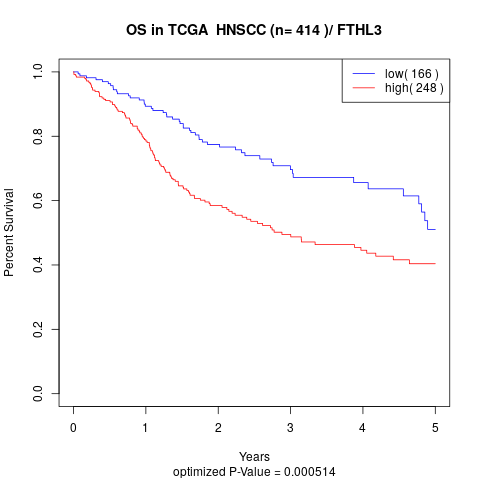 OS in TCGA  HNSCC (n= 414 )/ FTHL3
low( 166 )
high( 248 )
Percent Survival
1.0
0.8
0.6
0.4
0.2
0.0
0 1 2 3 4 5
Years
optimized P-Value = 0.000514